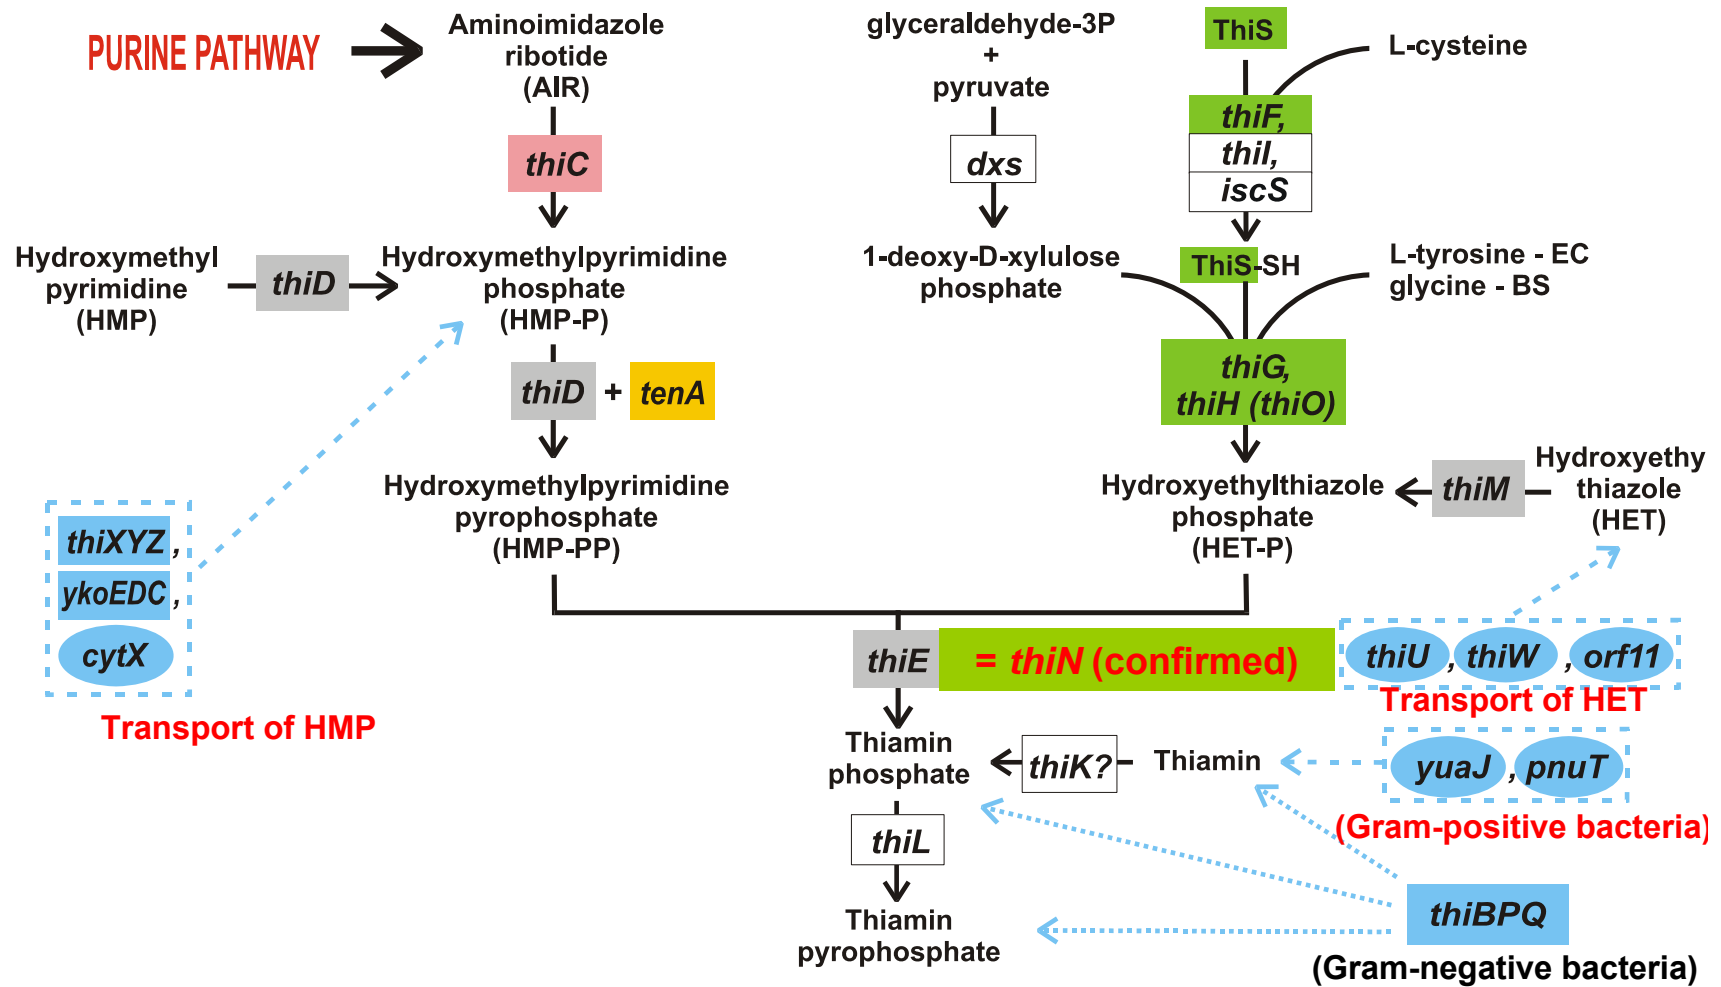 PURINE PATHWAY
Aminoimidazole
ribotide
(AIR)
glyceraldehyde-3P
+
pyruvate
ThiS
L-cysteine
thiC
dxs
thiF,
thiI,
iscS
Hydroxymethyl
pyrimidine
(HMP)
thiD
Hydroxymethylpyrimidine
phosphate
(HMP-P)
1-deoxy-D-xylulose
phosphate
ThiS-SH
L-tyrosine - EC
glycine - BS
thiD + tenA
thiG,
thiH (thiO)
Hydroxymethylpyrimidine
pyrophosphate
(HMP-PP)
Hydroxyethylthiazole
phosphate
(HET-P)
thiM
Hydroxyethy
thiazole
(HET)
thiXYZ,
ykoEDC,
cytX
Transport of HMP
thiE = thiN (confirmed)
thiU, thiW, orf11
Transport of HET
Thiamin
phosphate
thiK?
Thiamin
yuaJ, pnuT
(Gram-positive bacteria)
thiL
Thiamin
pyrophosphate
thiBPQ
(Gram-negative bacteria)